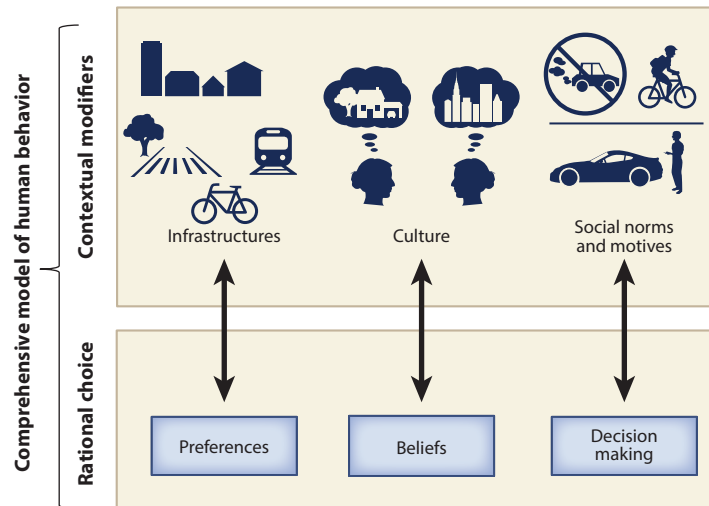 Comprehensive model of human behavior
Contextual modifiers
Infrastructures
Culture
Social norms
and motives
Rational choice
Preferences
Beliefs
Decision
making